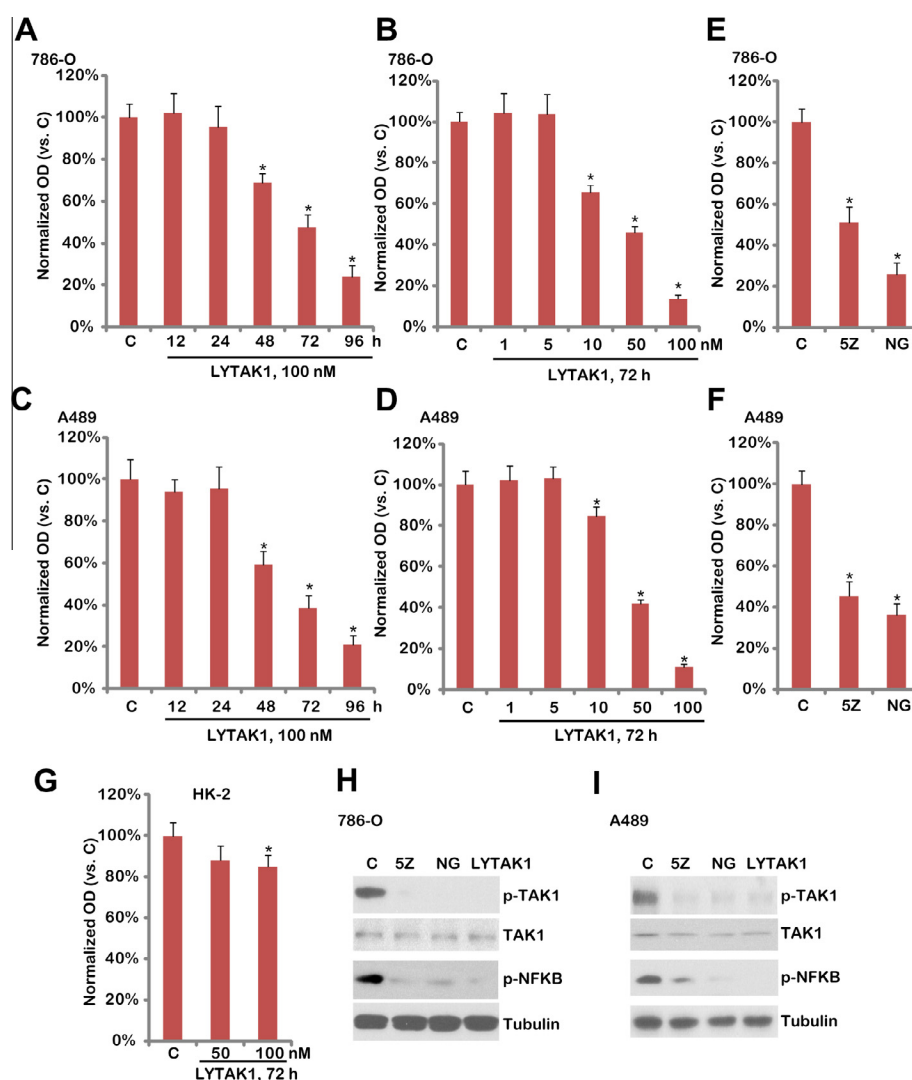 A
786-O
Normalized OD (vs. C)
120%
100%
80%
60%
40%
20%
0%
* * *
C 12 24 48 72 96 h
LYTAK1, 100 nM
B
786-O
Normalized OD (vs. C)
120%
100%
80%
60%
40%
20%
0%
* * *
C 1 5 10 50 100 nM
LYTAK1, 72 h
E
786-O
Normalized OD (vs. C)
120%
100%
80%
60%
40%
20%
0%
* *
C 5Z NG
C
A489
Normalized OD (vs. C)
120%
100%
80%
60%
40%
20%
0%
* * *
C 12 24 48 72 96 h
LYTAK1, 100 nM
D
A489
Normalized OD (vs. C)
120%
100%
80%
60%
40%
20%
0%
* * *
C 1 5 10 50 100
LYTAK1, 72 h
F
A489
Normalized OD (vs. C)
120%
100%
80%
60%
40%
20%
0%
* *
C 5Z NG
G
HK-2
Normalized OD (vs. C)
120%
100%
80%
60%
40%
20%
0%
*
C 50 100 nM
LYTAK1, 72 h
H
786-O
C 5Z NG LYTAK1
p-TAK1
TAK1
p-NFKB
Tubulin
I
A489
C 5Z NG LYTAK1
p-TAK1
TAK1
p-NFKB
Tubulin